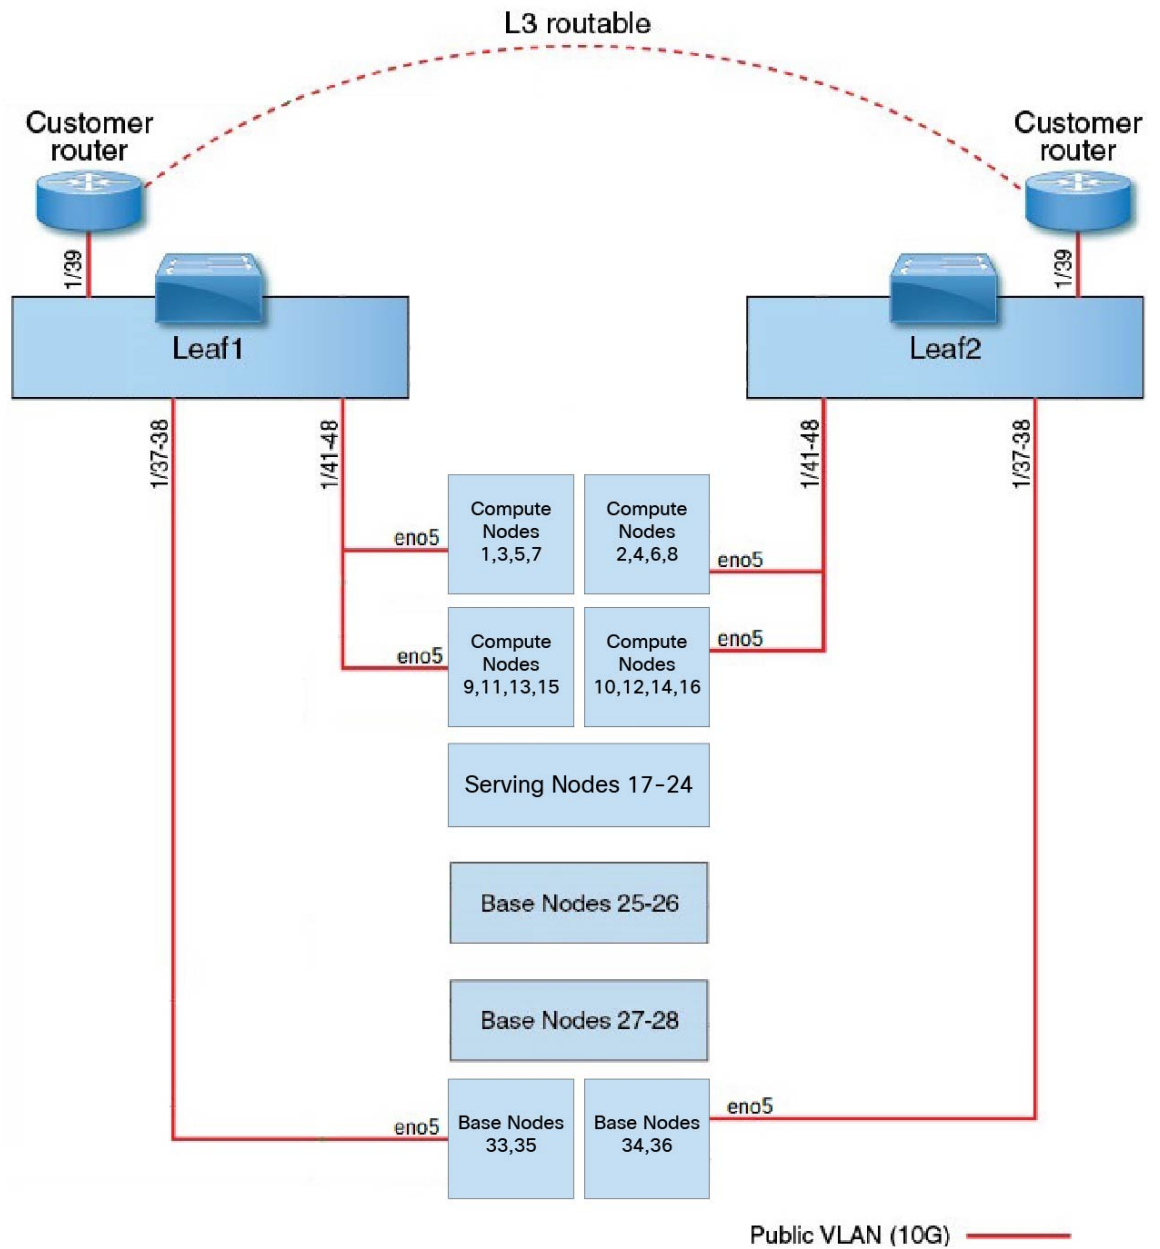 L3 routable
Customer
router
Customer
router
1/39
1/39
Leaf1
Leaf2
1/37-38
1/41-48
1/41-48
1/37-38
Compute
Nodes
1,3,5,7
Compute
Nodes
2,4,6,8
eno5
eno5
Compute
Nodes
9,11,13,15
Compute
Nodes
10,12,14,16
eno5
eno5
Serving Nodes 17-24
Base Nodes 25-26
Base Nodes 27-28
eno5
Base Nodes
33,35
Base Nodes
34,36
eno5
Public VLAN (10G)